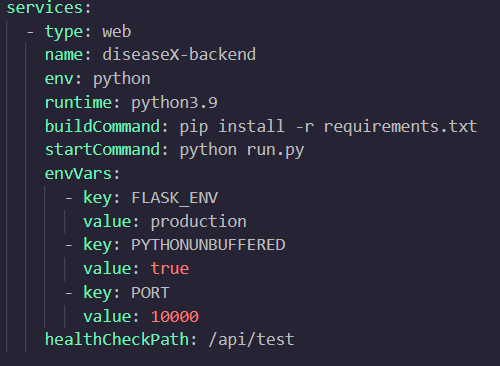 services:
  - type: web
    name: diseaseX-backend
    env: python
    runtime: python3.9
    buildCommand: pip install -r requirements.txt
    startCommand: python run.py
    envVars:
      - key: FLASK_ENV
        value: production
      - key: PYTHONUNBUFFERED
        value: true
      - key: PORT
        value: 10000
    healthCheckPath: /api/test